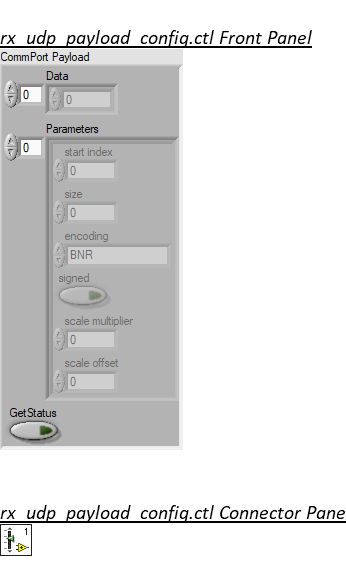 rx_udp_payload_config.ctl Front Panel
CommPort Payload
Data
0
0
Parameters
0
start index
0
size
0
encoding
BNR
signed
scale multiplier
0
scale offset
0
GetStatus
rx_udp_payload_config.ctl Connector Pane
1